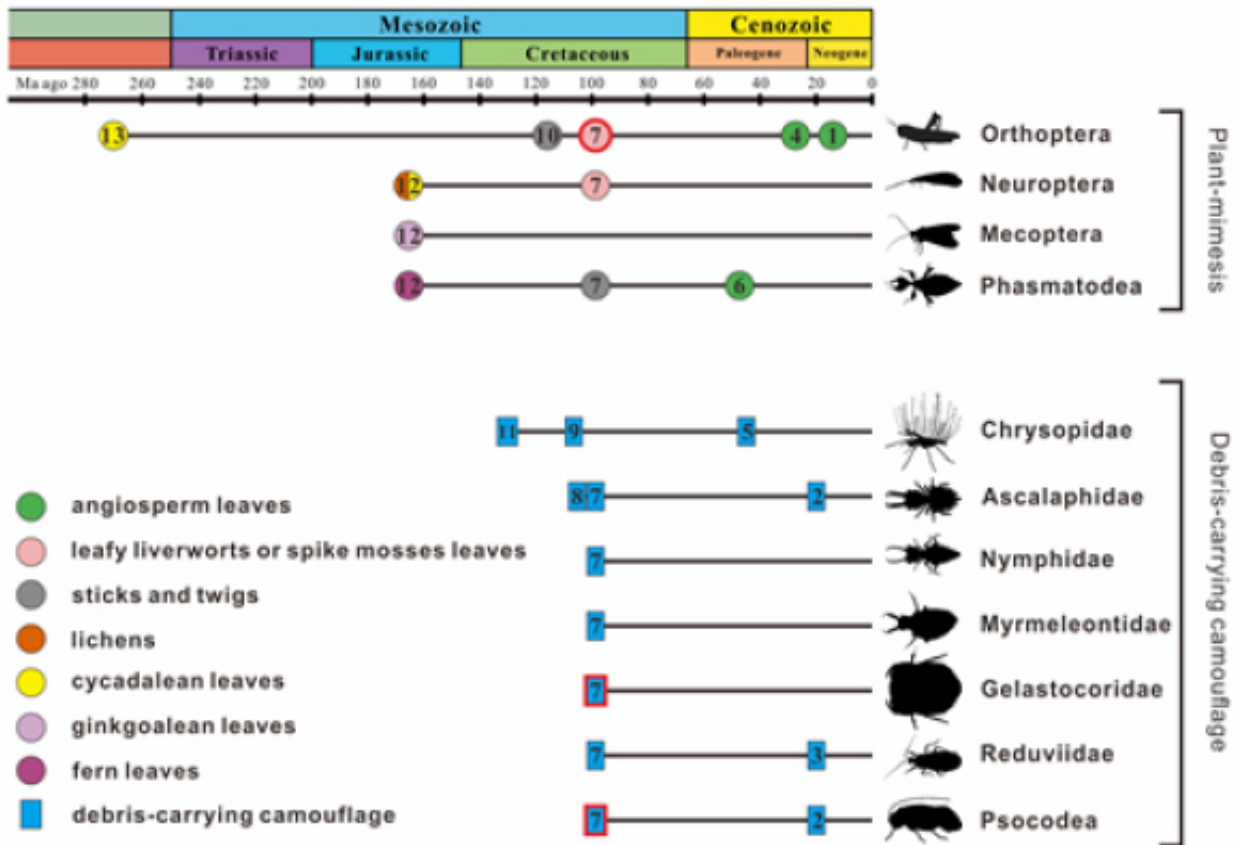 Mesozoic Cenozoic
Triassic Jurassic Cretaceous Paleogene Neogene
Ma ago 280 260 240 220 200 180 160 140 120 100 80 60 40 20 0
13 10 7 4 1 Orthoptera
12 7 Neuroptera
12 Mecoptera
12 7 6 Phasmatodea
Plant-mimesis
11 9 5 Chrysopidae
8 7 2 Ascalaphidae
7 Nymphidae
7 Myrmeleontidae
7 Gelastocoridae
7 3 Reduviidae
7 2 Psocodea
Debris-carrying camouflage
angiosperm leaves
leafy liverworts or spike mosses leaves
sticks and twigs
lichens
cycadalean leaves
ginkgoalean leaves
fern leaves
debris-carrying camouflage